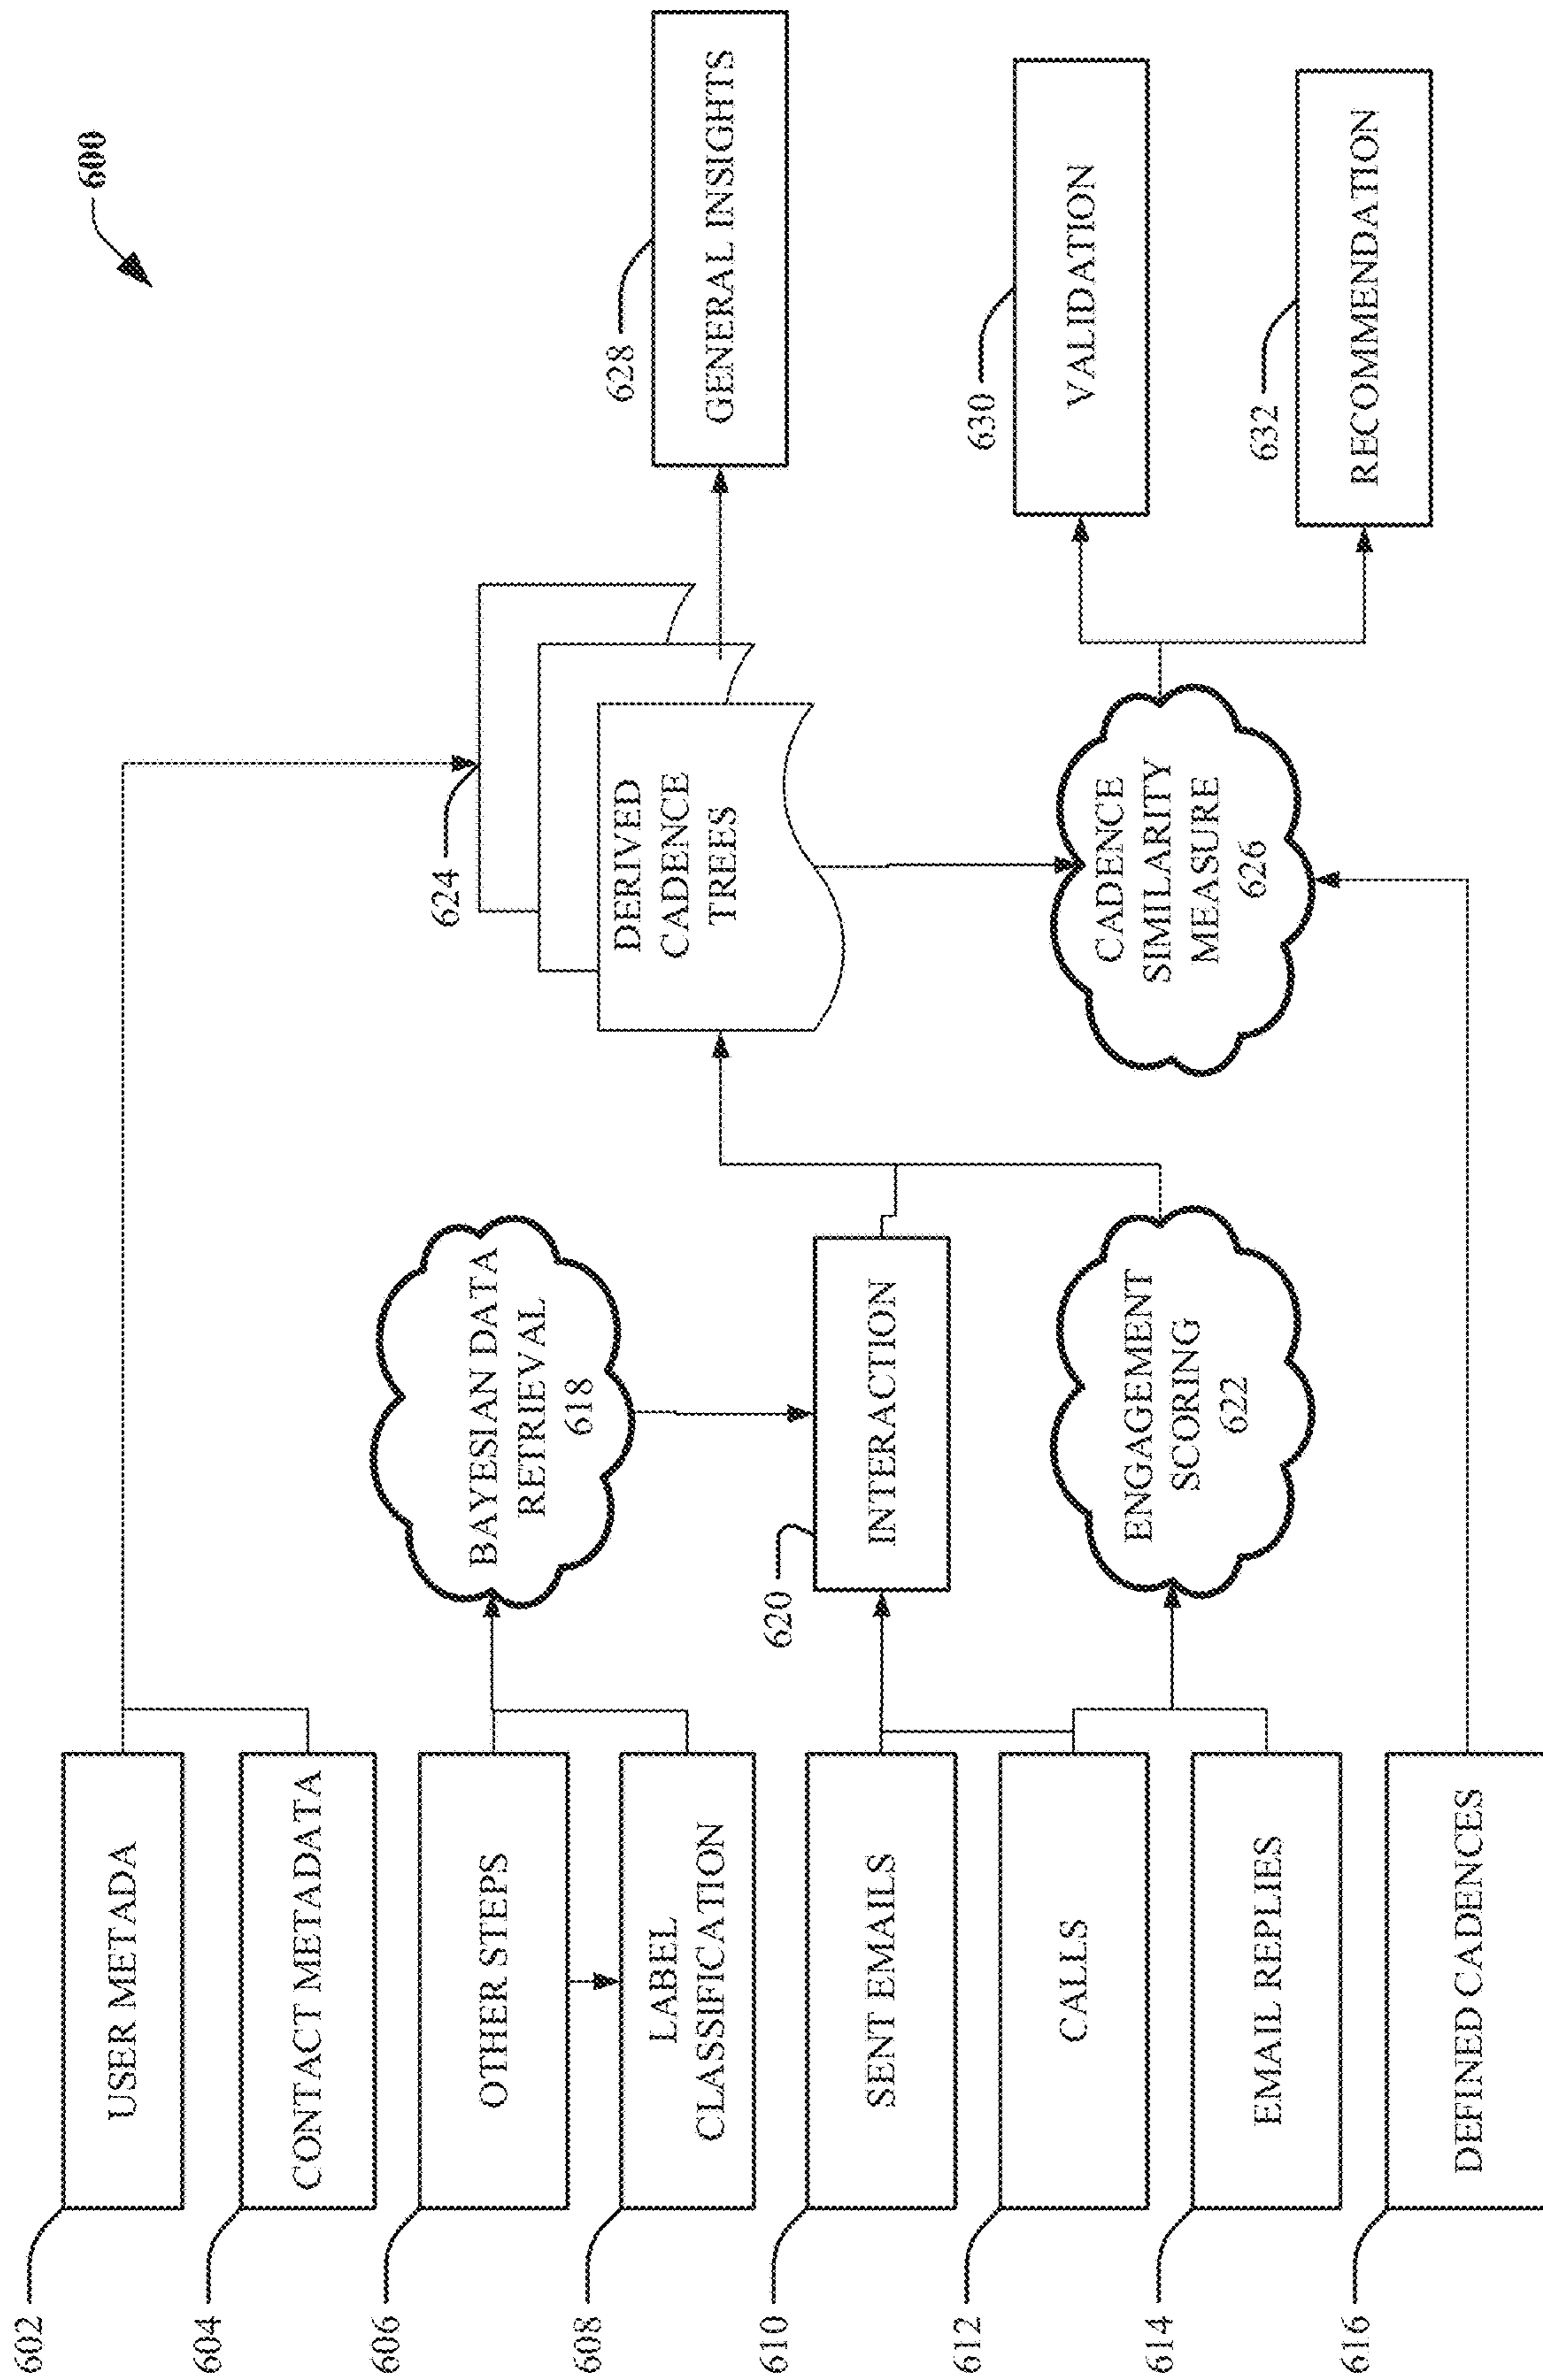 600
602
USER METADA
604
CONTACT METADATA
606
OTHER STEPS
608
LABEL
CLASSIFICATION
610
SENT EMAILS
612
CALLS
614
EMAIL REPLIES
616
DEFINED CADENCES
BAYESIAN DATA
RETRIEVAL
618
620
INTERACTION
ENGAGEMENT
SCORING
622
624
DERIVED
CADENCE
TREES
CADENCE
SIMILARITY
MEASURE
626
628
GENERAL INSIGHTS
630
VALIDATION
632
RECOMMENDATION